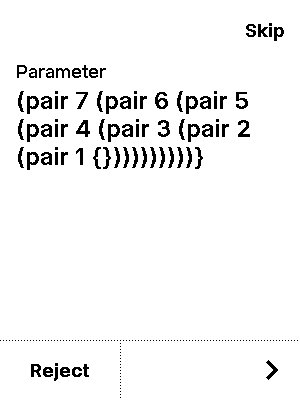 Skip
Parameter
(pair 7 (pair 6 (pair 5
(pair 4 (pair 3 (pair 2
(pair 1 {}))))))))))}
Reject